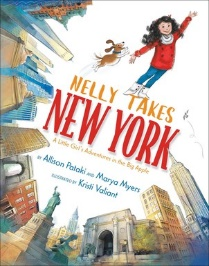 NELLY TAKES
NEW YORK
A Little Girl's Adventures in the Big Apple
BY Allison Pataki AND Marya Myers
ILLUSTRATED BY Kristi Valiant